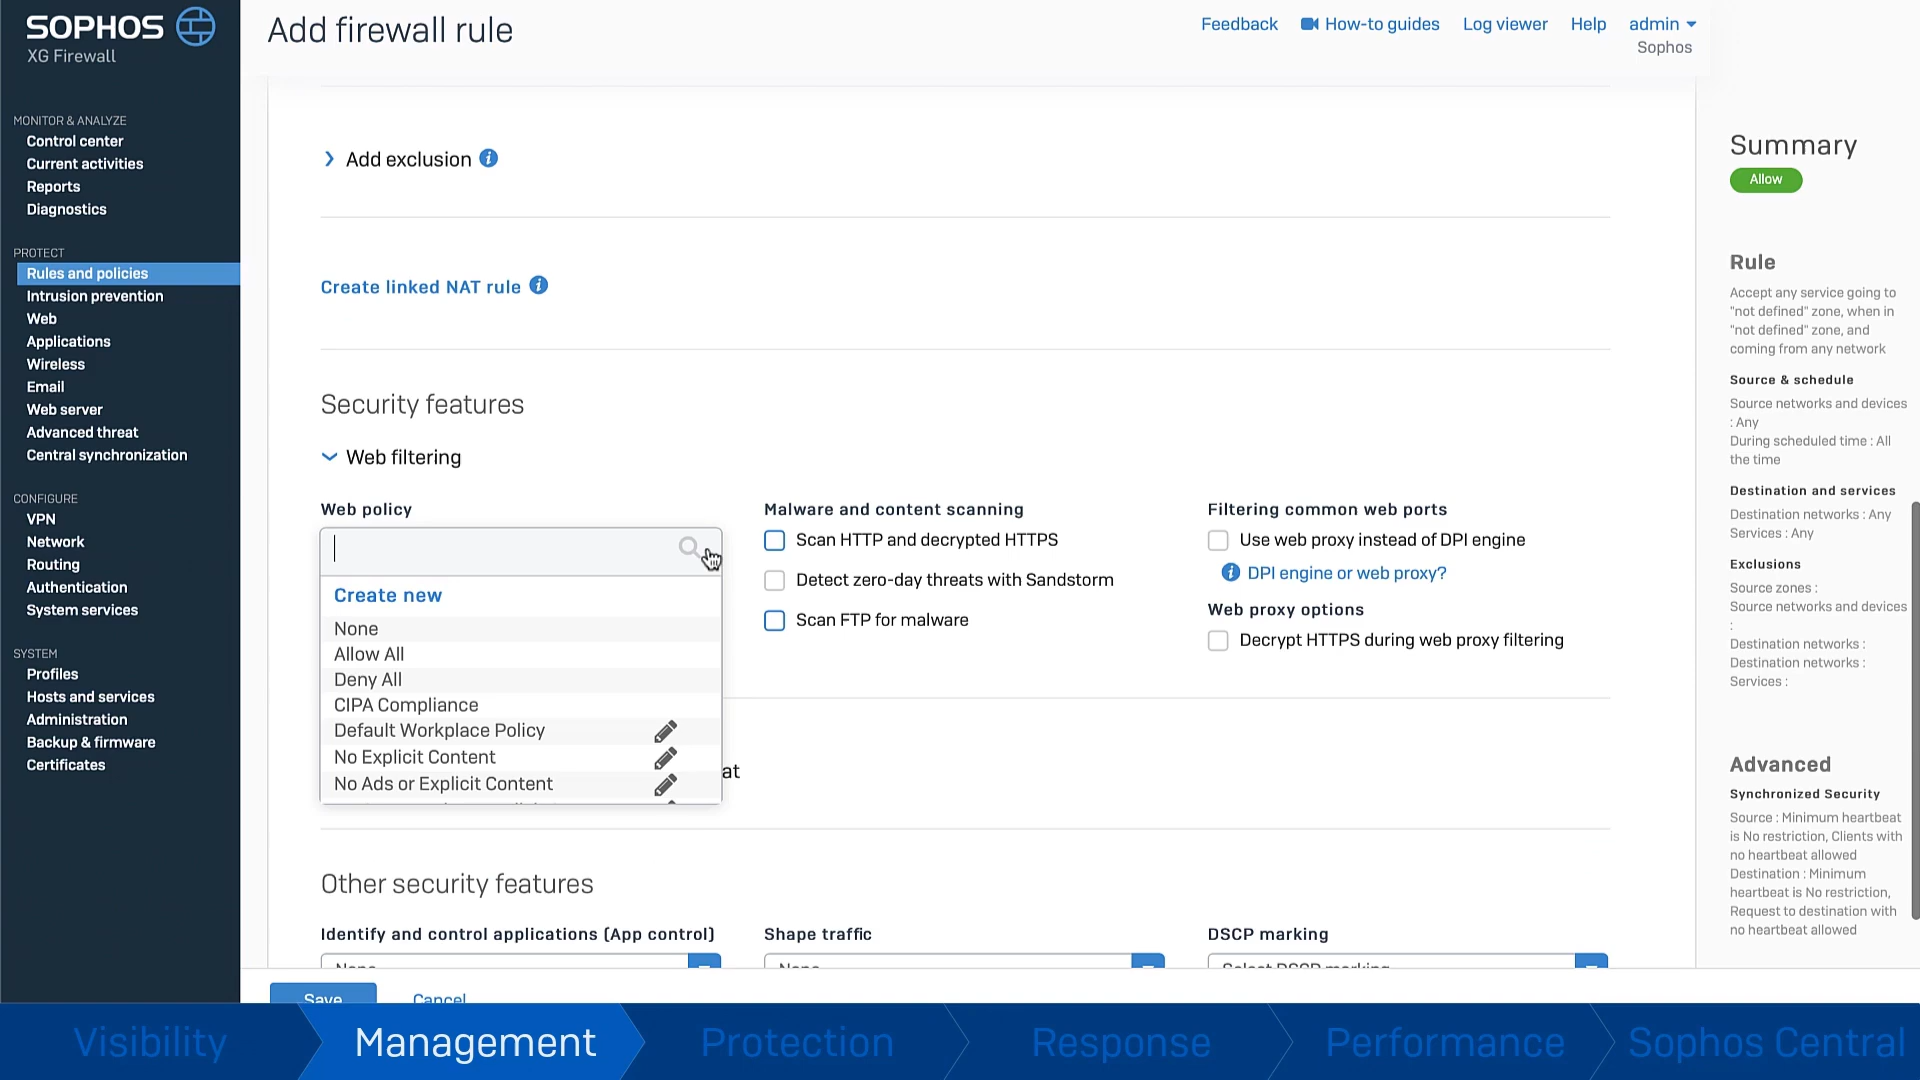 SOPHOS
XG Firewall
Add firewall rule
Feedback
How-to guides
Log viewer
Help
admin
Sophos
MONITOR & ANALYZE
Control center
Current activities
Reports
Diagnostics
PROTECT
Rules and policies
Intrusion prevention
Web
Applications
Wireless
Email
Web server
Advanced threat
Central synchronization
CONFIGURE
VPN
Network
Routing
Authentication
System services
SYSTEM
Profiles
Hosts and services
Administration
Backup & firmware
Certificates
Add exclusion
Create linked NAT rule
Security features
Web filtering
Web policy
Create new
None
Allow All
Deny All
CIPA Compliance
Default Workplace Policy
No Explicit Content
No Ads or Explicit Content
at
Malware and content scanning
Scan HTTP and decrypted HTTPS
Detect zero-day threats with Sandstorm
Scan FTP for malware
Filtering common web ports
Use web proxy instead of DPI engine
DPI engine or web proxy?
Web proxy options
Decrypt HTTPS during web proxy filtering
Other security features
Identify and control applications (App control)
None
Shape traffic
None
DSCP marking
Select DSCP marking
Save
Cancel
Summary
Allow
Rule
Accept any service going to
"not defined" zone, when in
"not defined" zone, and
coming from any network
Source & schedule
Source networks and devices
: Any
During scheduled time : All
the time
Destination and services
Destination networks : Any
Services : Any
Exclusions
Source zones :
Source networks and devices
:
Destination networks :
Destination networks :
Services :
Advanced
Synchronized Security
Source : Minimum heartbeat
is No restriction, Clients with
no heartbeat allowed
Destination : Minimum
heartbeat is No restriction,
Request to destination with
no heartbeat allowed
Visibility
Management
Protection
Response
Performance
Sophos Central